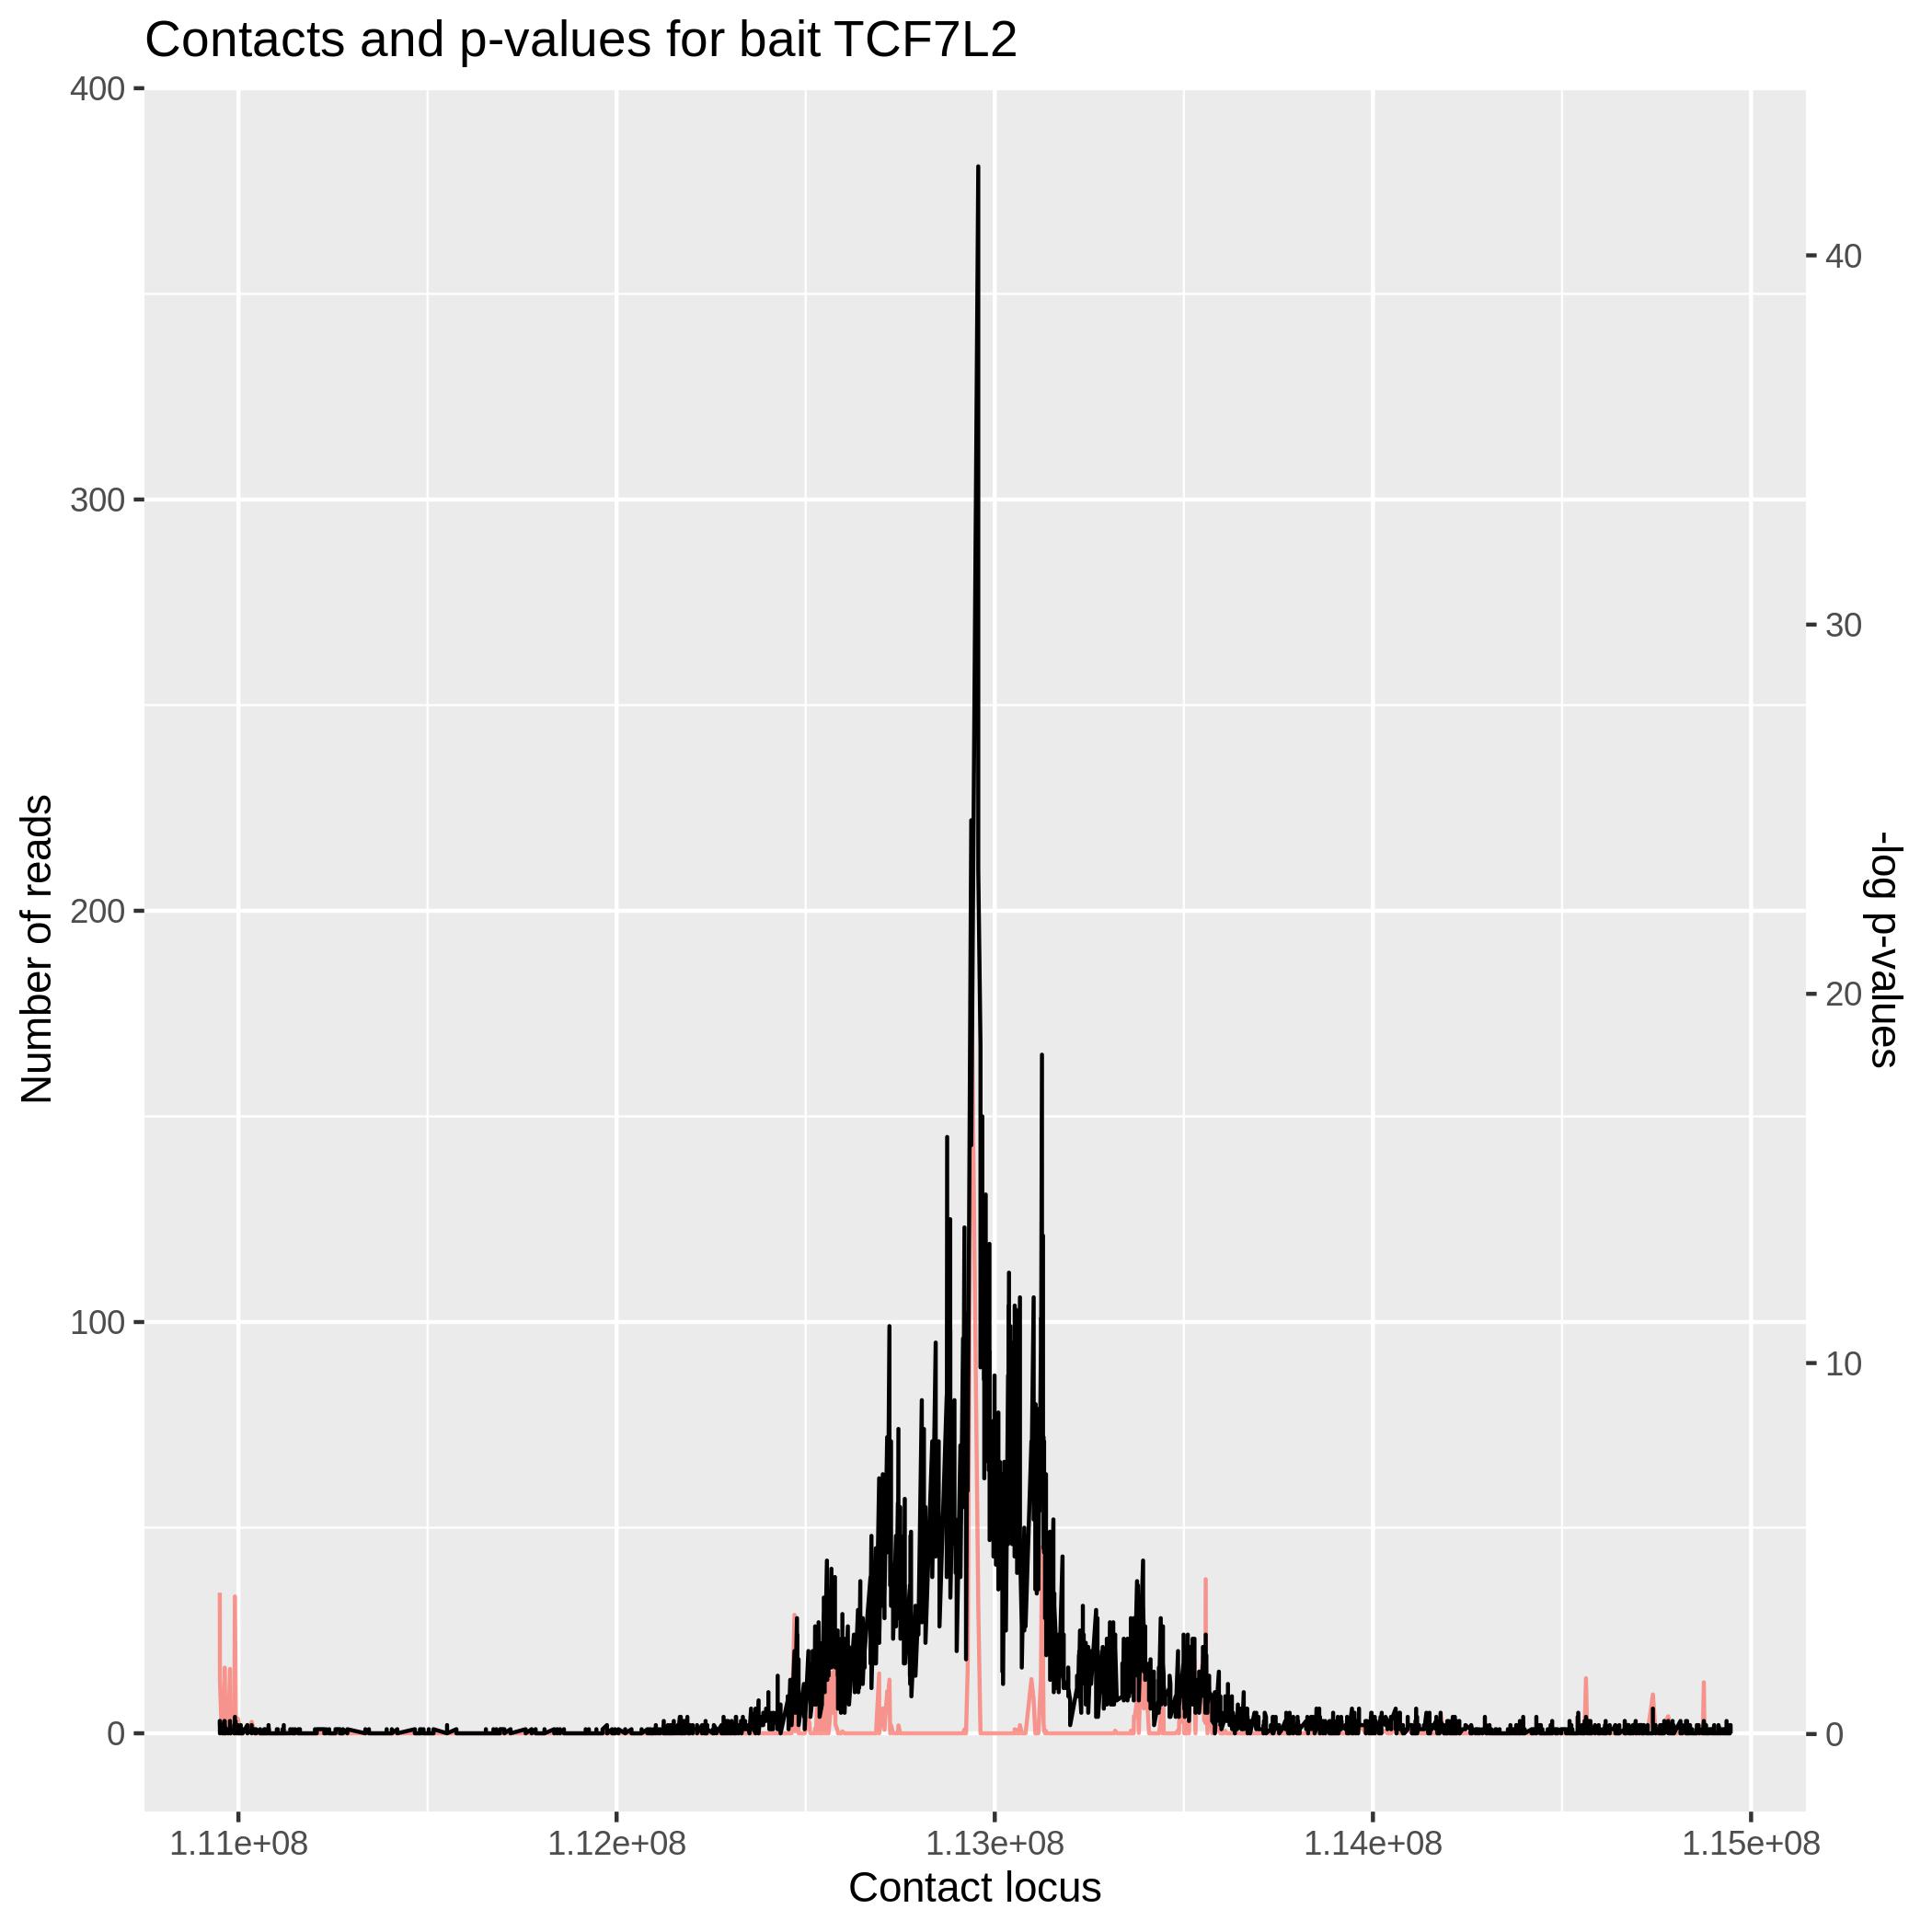 Contacts and p-values for bait TCF7L2
400
300
200
100
0
Number of reads
40
30
20
10
0
-log p-values
1.11e+08
1.12e+08
1.13e+08
1.14e+08
1.15e+08
Contact locus